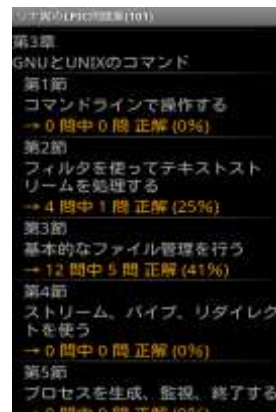 リナ男のLPIC問題集(101)
第3章
GNUとUNIXのコマンド
第1節
コマンドラインで操作する
→ 0 問中 0 問 正解 (0%)
第2節
フィルタを使ってテキストスト
リームを処理する
→ 4 問中 1 問 正解 (25%)
第3節
基本的なファイル管理を行う
→ 12 問中 5 問 正解 (41%)
第4節
ストリーム、パイプ、リダイレク
トを使う
→ 0 問中 0 問 正解 (0%)
第5節
プロセスを生成、監視、終了する